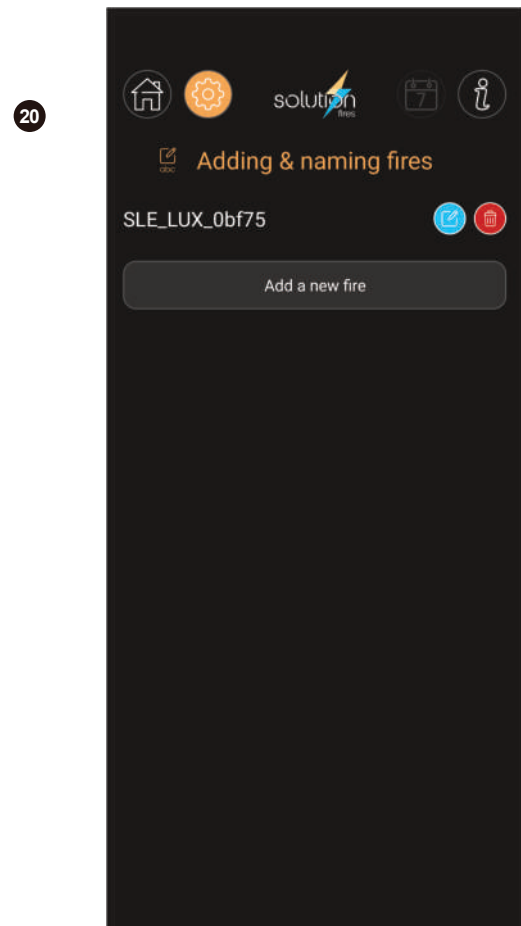 20
solution
fires
7
i
abc
Adding & naming fires
SLE_LUX_0bf75
Add a new fire